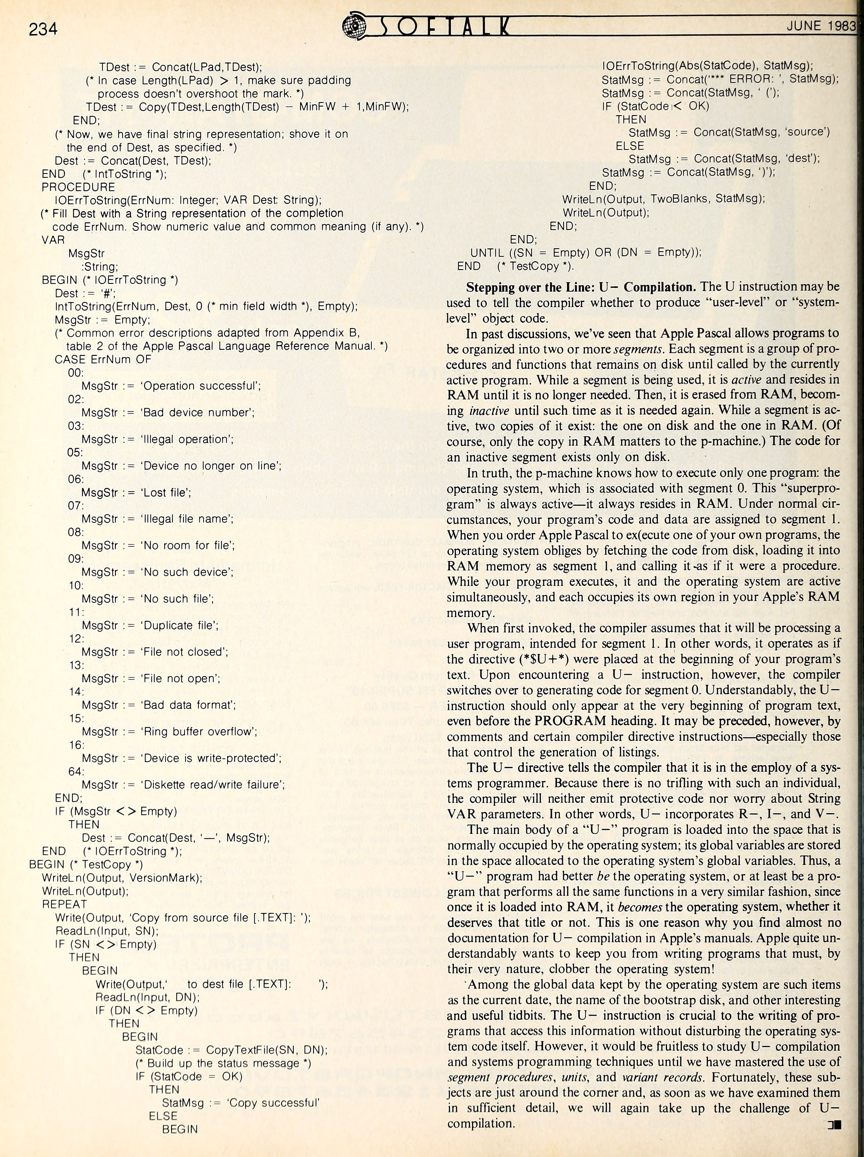 234
SOFTALK
JUNE 1983
TDest := Concat(LPad,TDest);
(* In case Length(LPad) > 1, make sure padding
process doesn't overshoot the mark. *)
TDest := Copy(TDest,Length(TDest) – MinFW + 1,MinFW);
END;
(* Now, we have final string representation; shove it on
the end of Dest, as specified. *)
Dest := Concat(Dest, TDest);
END (* IntToString *);
PROCEDURE
IOErrToString(ErrNum: Integer; VAR Dest: String);
(* Fill Dest with a String representation of the completion
code ErrNum. Show numeric value and common meaning (if any). *)
VAR
MsgStr
:String;
BEGIN (* IOErrToString *)
Dest := '#';
IntToString(ErrNum, Dest, 0 (* min field width *), Empty);
MsgStr := Empty;
(* Common error descriptions adapted from Appendix B,
table 2 of the Apple Pascal Language Reference Manual. *)
CASE ErrNum OF
00:
MsgStr := 'Operation successful';
02:
MsgStr := 'Bad device number';
03:
MsgStr := 'Illegal operation';
05:
MsgStr := 'Device no longer on line';
06:
MsgStr := 'Lost file';
07:
MsgStr := 'Illegal file name';
08:
MsgStr := 'No room for file';
09:
MsgStr := 'No such device';
10:
MsgStr := 'No such file';
11:
MsgStr := 'Duplicate file';
12:
MsgStr := 'File not closed';
13:
MsgStr := 'File not open';
14:
MsgStr := 'Bad data format';
15:
MsgStr := 'Ring buffer overflow';
16:
MsgStr := 'Device is write-protected';
64:
MsgStr := 'Diskette read/write failure';
END;
IF (MsgStr <> Empty)
THEN
Dest := Concat(Dest, '—', MsgStr);
END (* IOErrToString *);
BEGIN (* TestCopy *)
WriteLn(Output, VersionMark);
WriteLn(Output);
REPEAT
Write(Output, 'Copy from source file [.TEXT]: ');
ReadLn(Input, SN);
IF (SN <> Empty)
THEN
BEGIN
Write(Output,' to dest file [.TEXT]: ');
ReadLn(Input, DN);
IF (DN <> Empty)
THEN
BEGIN
StatCode := CopyTextFile(SN, DN);
(* Build up the status message *)
IF (StatCode = OK)
THEN
StatMsg := 'Copy successful'
ELSE
BEGIN
IOErrToString(Abs(StatCode), StatMsg);
StatMsg := Concat('*** ERROR: ', StatMsg);
StatMsg := Concat(StatMsg, ' (');
IF (StatCode < OK)
THEN
StatMsg := Concat(StatMsg, 'source')
ELSE
StatMsg := Concat(StatMsg, 'dest');
StatMsg := Concat(StatMsg, ')');
END;
WriteLn(Output, TwoBlanks, StatMsg);
WriteLn(Output);
END;
END;
UNTIL ((SN = Empty) OR (DN = Empty));
END (* TestCopy *).
Stepping over the Line: U– Compilation. The U instruction may be
used to tell the compiler whether to produce "user-level" or "system-
level" object code.
In past discussions, we've seen that Apple Pascal allows programs to
be organized into two or more segments. Each segment is a group of pro-
cedures and functions that remains on disk until called by the currently
active program. While a segment is being used, it is active and resides in
RAM until it is no longer needed. Then, it is erased from RAM, becom-
ing inactive until such time as it is needed again. While a segment is ac-
tive, two copies of it exist: the one on disk and the one in RAM. (Of
course, only the copy in RAM matters to the p-machine.) The code for
an inactive segment exists only on disk.
In truth, the p-machine knows how to execute only one program: the
operating system, which is associated with segment 0. This "superpro-
gram" is always active—it always resides in RAM. Under normal cir-
cumstances, your program's code and data are assigned to segment 1.
When you order Apple Pascal to ex(ecute one of your own programs, the
operating system obliges by fetching the code from disk, loading it into
RAM memory as segment 1, and calling it as if it were a procedure.
While your program executes, it and the operating system are active
simultaneously, and each occupies its own region in your Apple's RAM
memory.
When first invoked, the compiler assumes that it will be processing a
user program, intended for segment 1. In other words, it operates as if
the directive (*$U+*) were placed at the beginning of your program's
text. Upon encountering a U– instruction, however, the compiler
switches over to generating code for segment 0. Understandably, the U–
instruction should only appear at the very beginning of program text,
even before the PROGRAM heading. It may be preceded, however, by
comments and certain compiler directive instructions—especially those
that control the generation of listings.
The U– directive tells the compiler that it is in the employ of a sys-
tems programmer. Because there is no trifling with such an individual,
the compiler will neither emit protective code nor worry about String
VAR parameters. In other words, U– incorporates R–, I–, and V–.
The main body of a "U–" program is loaded into the space that is
normally occupied by the operating system; its global variables are stored
in the space allocated to the operating system's global variables. Thus, a
"U–" program had better be the operating system, or at least be a pro-
gram that performs all the same functions in a very similar fashion, since
once it is loaded into RAM, it becomes the operating system, whether it
deserves that title or not. This is one reason why you find almost no
documentation for U– compilation in Apple's manuals. Apple quite un-
derstandably wants to keep you from writing programs that must, by
their very nature, clobber the operating system!
Among the global data kept by the operating system are such items
as the current date, the name of the bootstrap disk, and other interesting
and useful tidbits. The U– instruction is crucial to the writing of pro-
grams that access this information without disturbing the operating sys-
tem code itself. However, it would be fruitless to study U– compilation
and systems programming techniques until we have mastered the use of
segment procedures, units, and variant records. Fortunately, these sub-
jects are just around the corner and, as soon as we have examined them
in sufficient detail, we will again take up the challenge of U–
compilation.